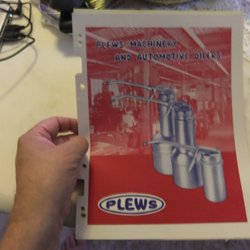 PLEWS MACHINERY
AND AUTOMOTIVE OILERS
PLEWS